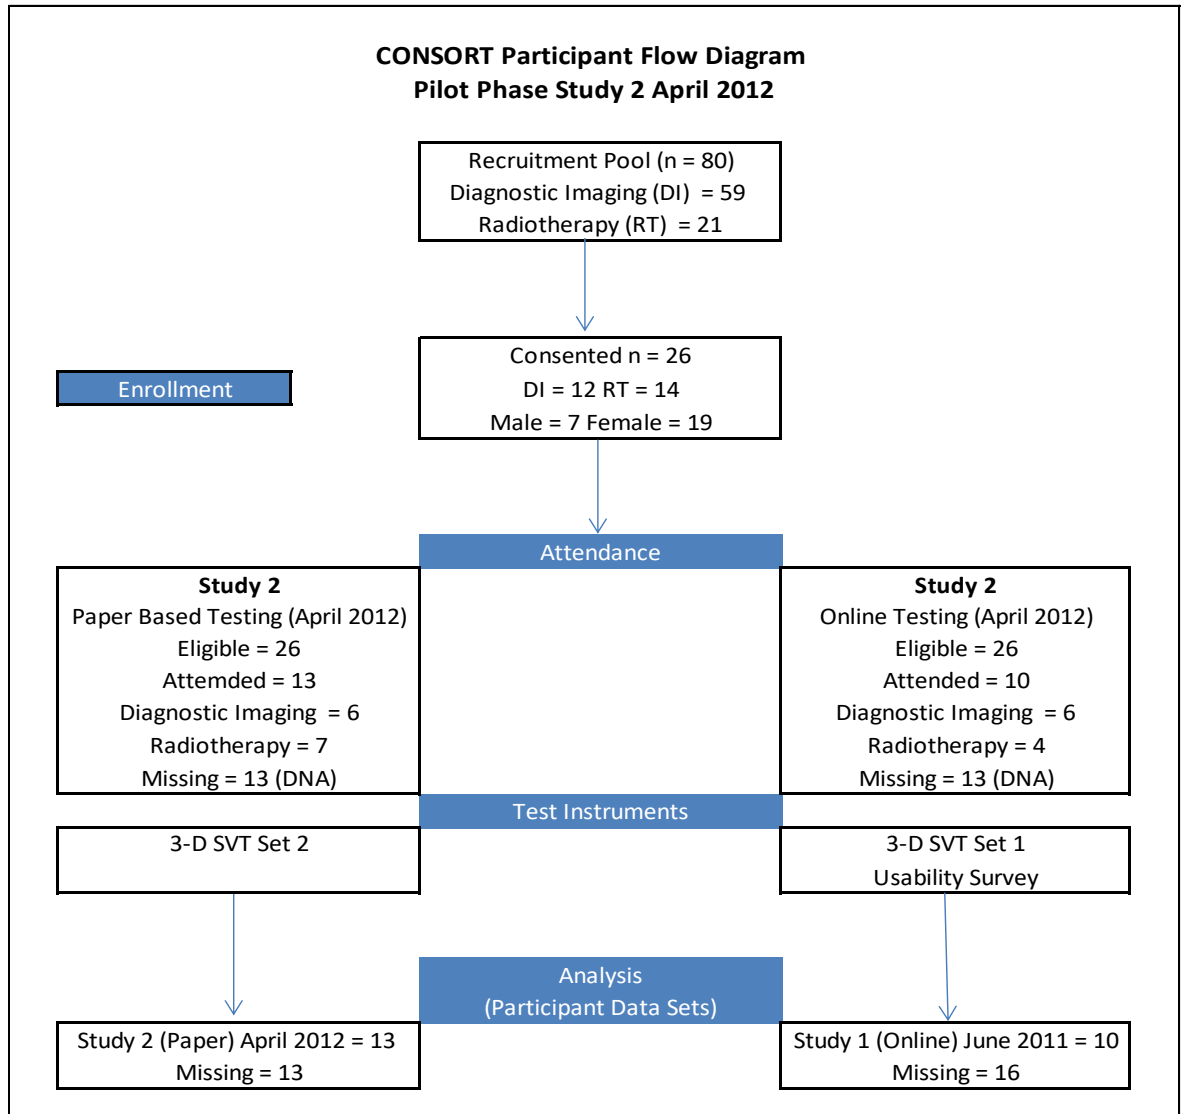 CONSORT Participant Flow Diagram
Pilot Phase Study 2 April 2012
Recruitment Pool (n = 80)
Diagnostic Imaging (DI)  = 59
Radiotherapy (RT)  = 21
Enrollment
Consented n = 26
DI = 12 RT = 14
Male = 7 Female = 19
Attendance
Study 2
Paper Based Testing (April 2012)
Eligible = 26
Attemded = 13
Diagnostic Imaging  = 6
Radiotherapy = 7
Missing = 13 (DNA)
Study 2
Online Testing (April 2012)
Eligible = 26
Attended = 10
Diagnostic Imaging  = 6
Radiotherapy = 4
Missing = 13 (DNA)
Test Instruments
3-D SVT Set 2
3-D SVT Set 1
Usability Survey
Analysis
(Participant Data Sets)
Study 2 (Paper) April 2012 = 13
Missing = 13
Study 1 (Online) June 2011 = 10
Missing = 16